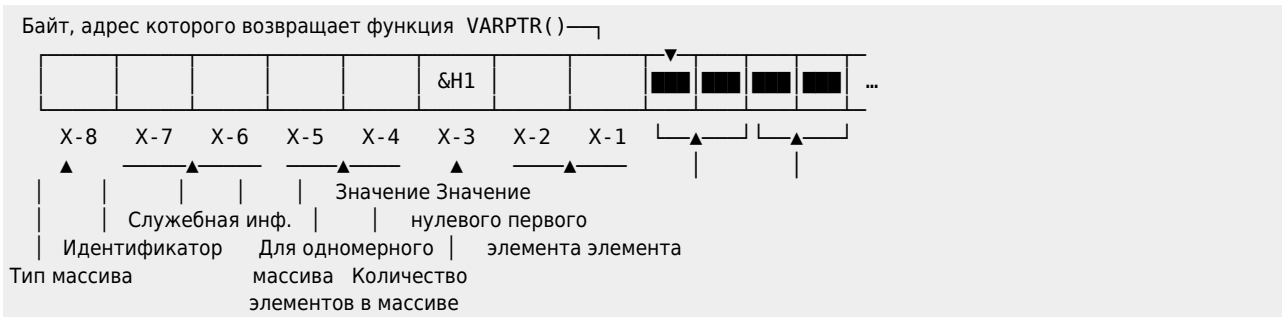 Байт, адрес которого возвращает функция VARPTR()
&H1 …
X-8 X-7 X-6 X-5 X-4 X-3 X-2 X-1
Значение Значение
Служебная инф. нулевого первого
Идентификатор Для одномерного элемента элемента
Тип массива массива Количество
элементов в массиве